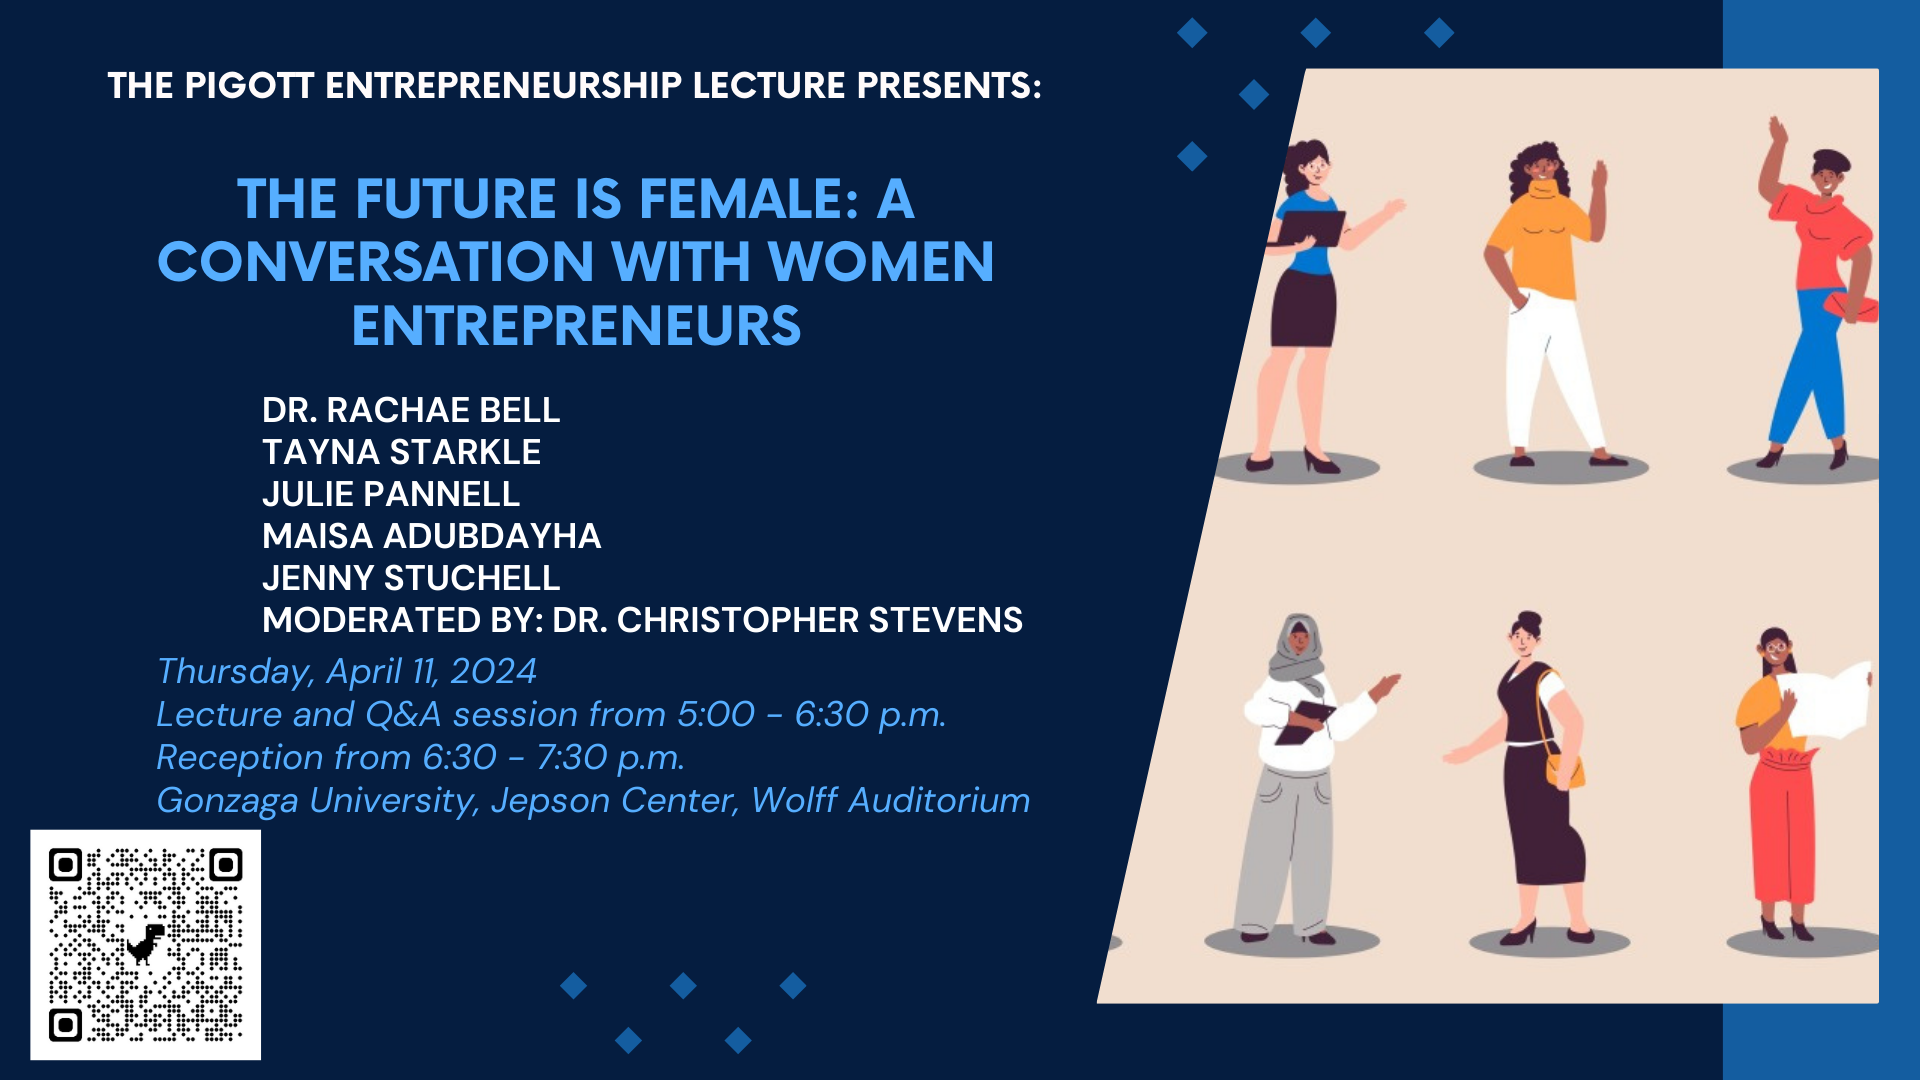 THE PIGOTT ENTREPRENEURSHIP LECTURE PRESENTS:
THE FUTURE IS FEMALE: A
CONVERSATION WITH WOMEN
ENTREPRENEURS
DR. RACHAE BELL
TAYNA STARKLE
JULIE PANNELL
MAISA ADUBDAYHA
JENNY STUCHELL
MODERATED BY: DR. CHRISTOPHER STEVENS
Thursday, April 11, 2024
Lecture and Q&A session from 5:00 - 6:30 p.m.
Reception from 6:30 - 7:30 p.m.
Gonzaga University, Jepson Center, Wolff Auditorium